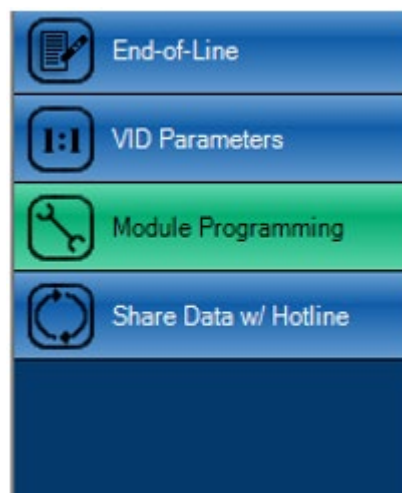 End-of-Line
1:1
VID Parameters
Module Programming
Share Data w/ Hotline